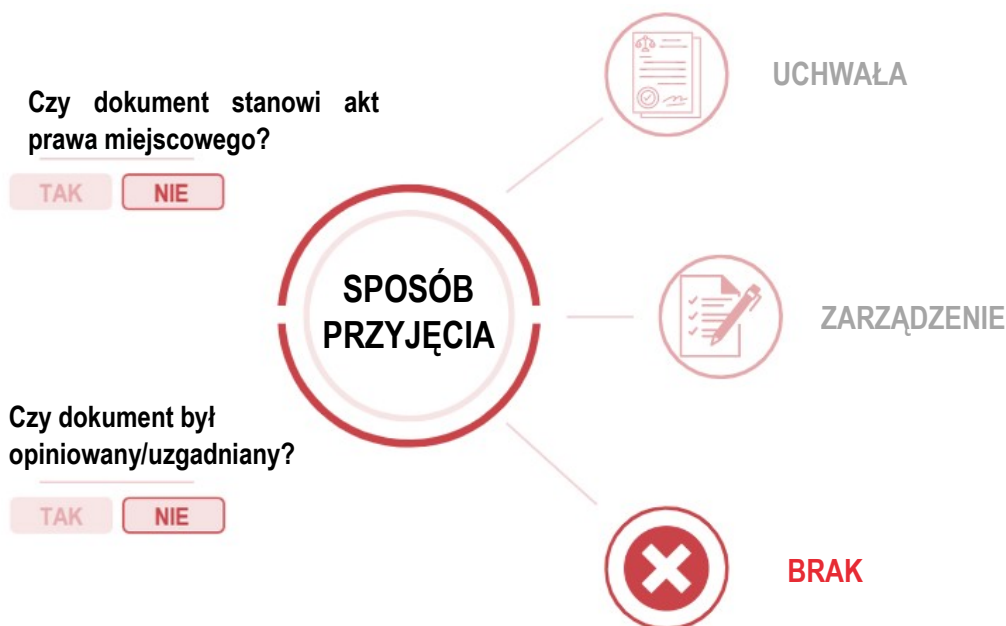 UCHWAŁA
Czy dokument stanowi akt
prawa miejscowego?
TAK NIE
SPOSÓB
PRZYJĘCIA
ZARZĄDZENIE
Czy dokument był
opiniowany/uzgadniany?
TAK NIE
BRAK